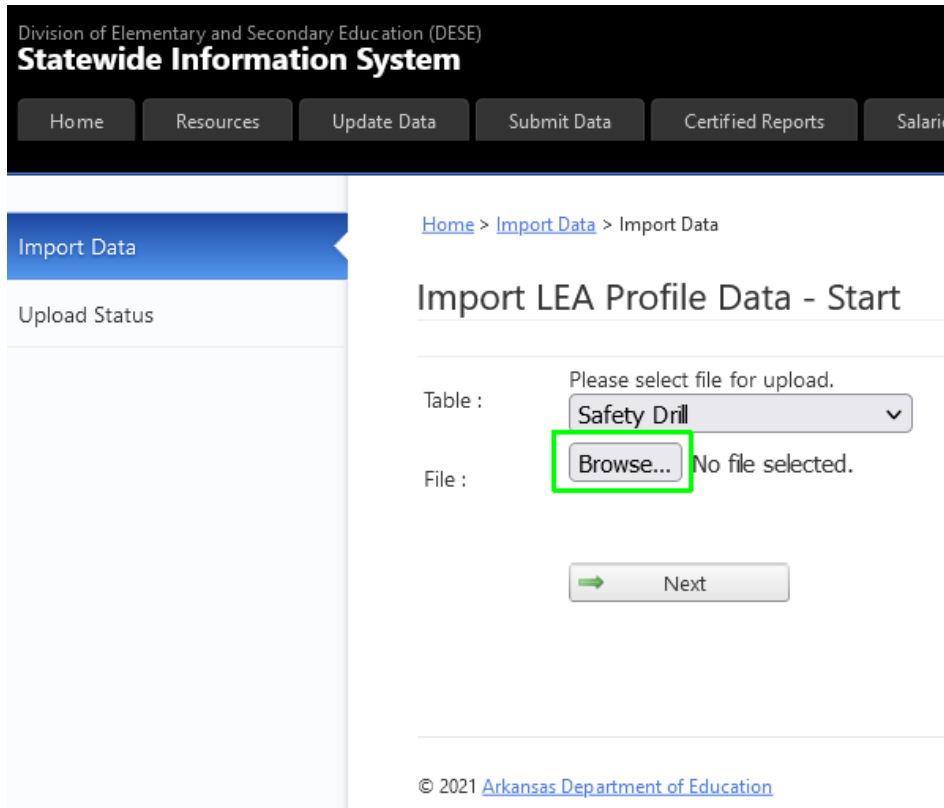 Division of Elementary and Secondary Education (DESE)
Statewide Information System
Home Resources Update Data Submit Data Certified Reports Salarie
Import Data
Upload Status
Home > Import Data > Import Data
Import LEA Profile Data - Start
Please select file for upload.
Table : Safety Drill
File : Browse... No file selected.
Next
© 2021 Arkansas Department of Education